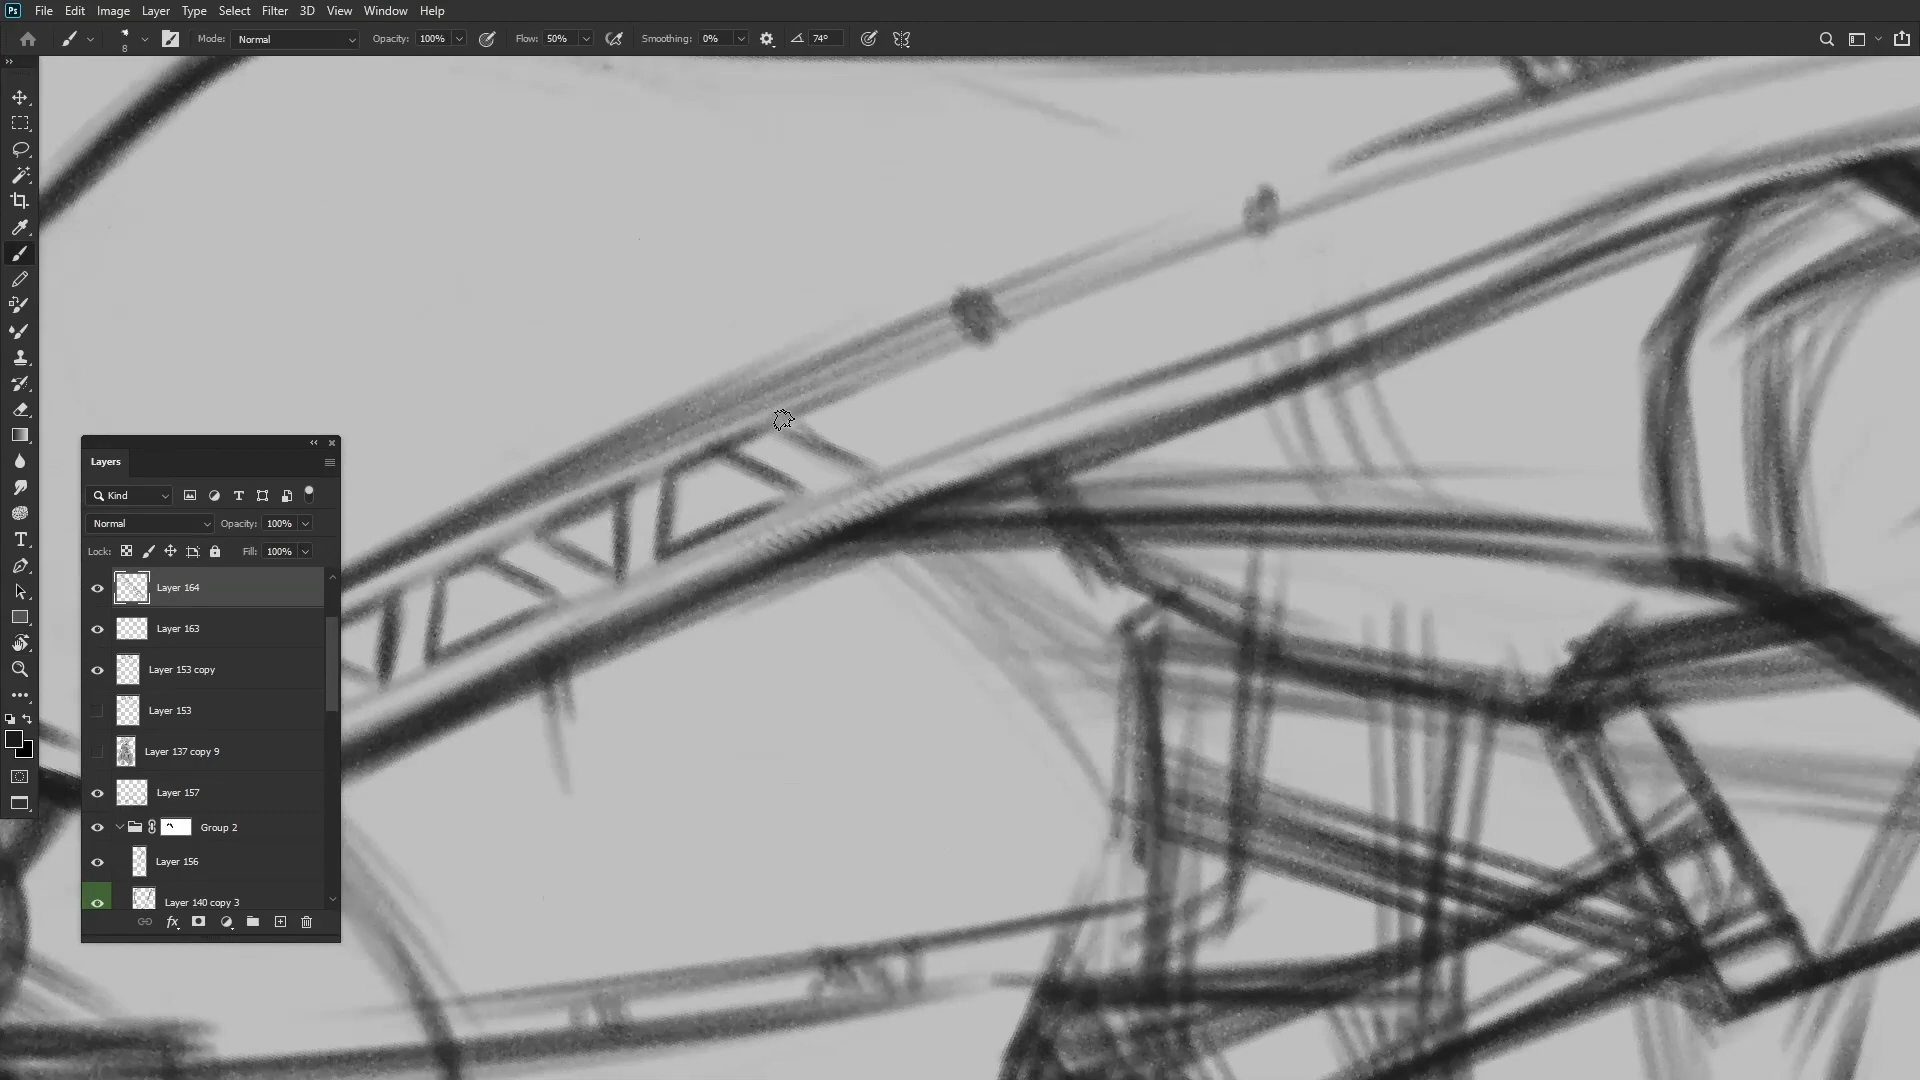 Ps File Edit Image Layer Type Select Filter 3D View Window Help
8 Mode: Normal Opacity: 100% Flow: 50% Smoothing: 0% 74°
Layers
Kind
Normal Opacity: 100%
Lock: Fill: 100%
Layer 164
Layer 163
Layer 153 copy
Layer 153
Layer 137 copy 9
Layer 157
Group 2
Layer 156
Layer 140 copy 3
fx